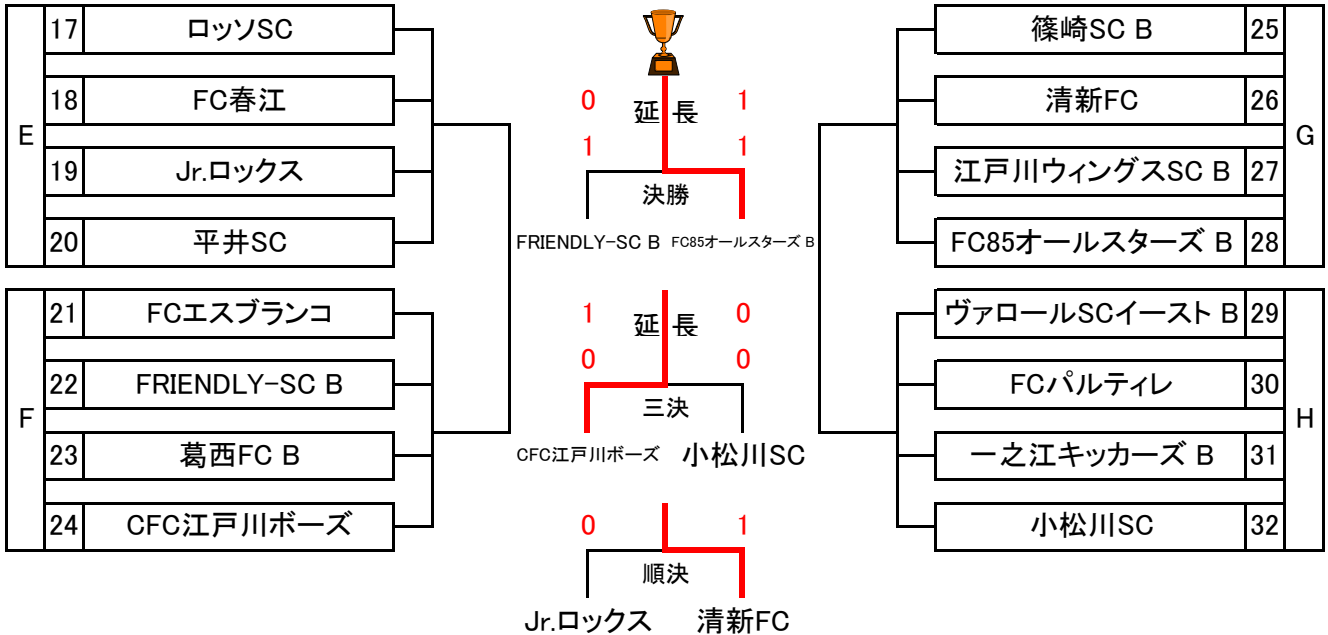 E
17 ロッソSC
18 FC春江
19 Jr.ロックス
20 平井SC
F
21 FCエスブランコ
22 FRIENDLY-SC B
23 葛西FC B
24 CFC江戸川ボーズ
0 延長 1
1 1
決勝
FRIENDLY-SC B FC85オールスターズ B
1 延長 0
0 0
三決
CFC江戸川ボーズ 小松川SC
0 1
順決
Jr.ロックス 清新FC
篠崎SC B 25
清新FC 26
江戸川ウィングスSC B 27
FC85オールスターズ B 28
G
ヴァロールSCイースト B 29
FCパルティレ 30
一之江キッカーズ B 31
小松川SC 32
H